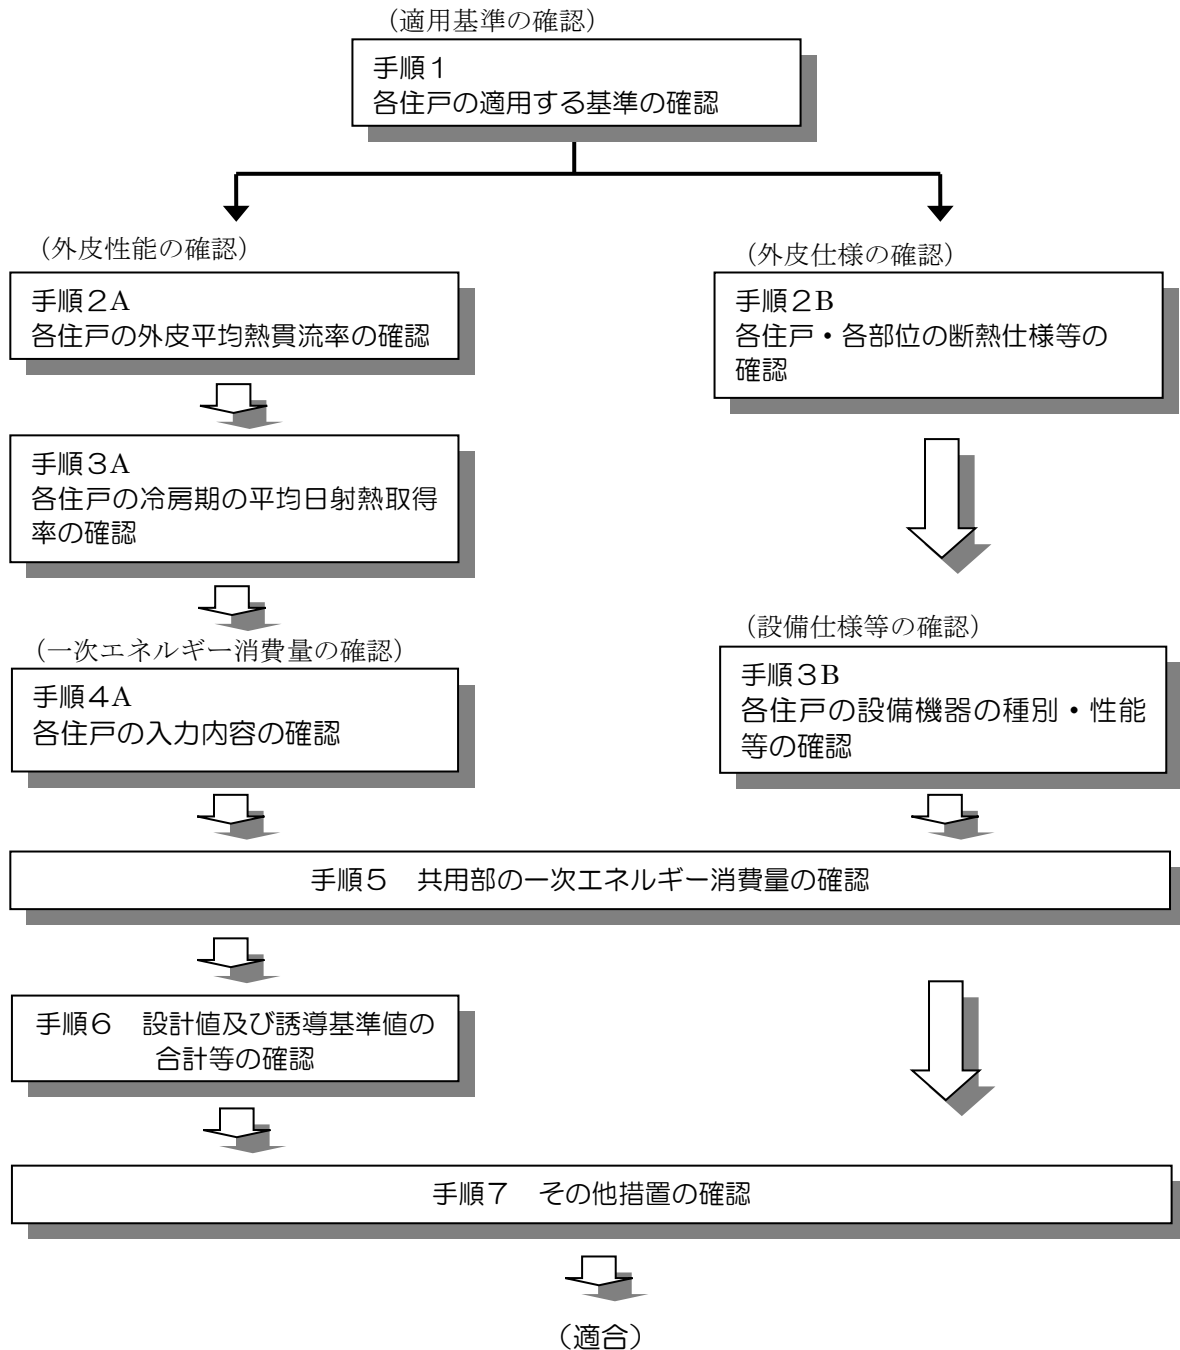 （適用基準の確認）
手順１
各住戸の適用する基準の確認
（外皮性能の確認）
手順２A
各住戸の外皮平均熱貫流率の確認
手順３A
各住戸の冷房期の平均日射熱取得
率の確認
（一次エネルギー消費量の確認）
手順４A
各住戸の入力内容の確認
（外皮仕様の確認）
手順２B
各住戸・各部位の断熱仕様等の
確認
（設備仕様等の確認）
手順３B
各住戸の設備機器の種別・性能
等の確認
手順５　共用部の一次エネルギー消費量の確認
手順６　設計値及び誘導基準値の
合計等の確認
手順７　その他措置の確認
（適合）